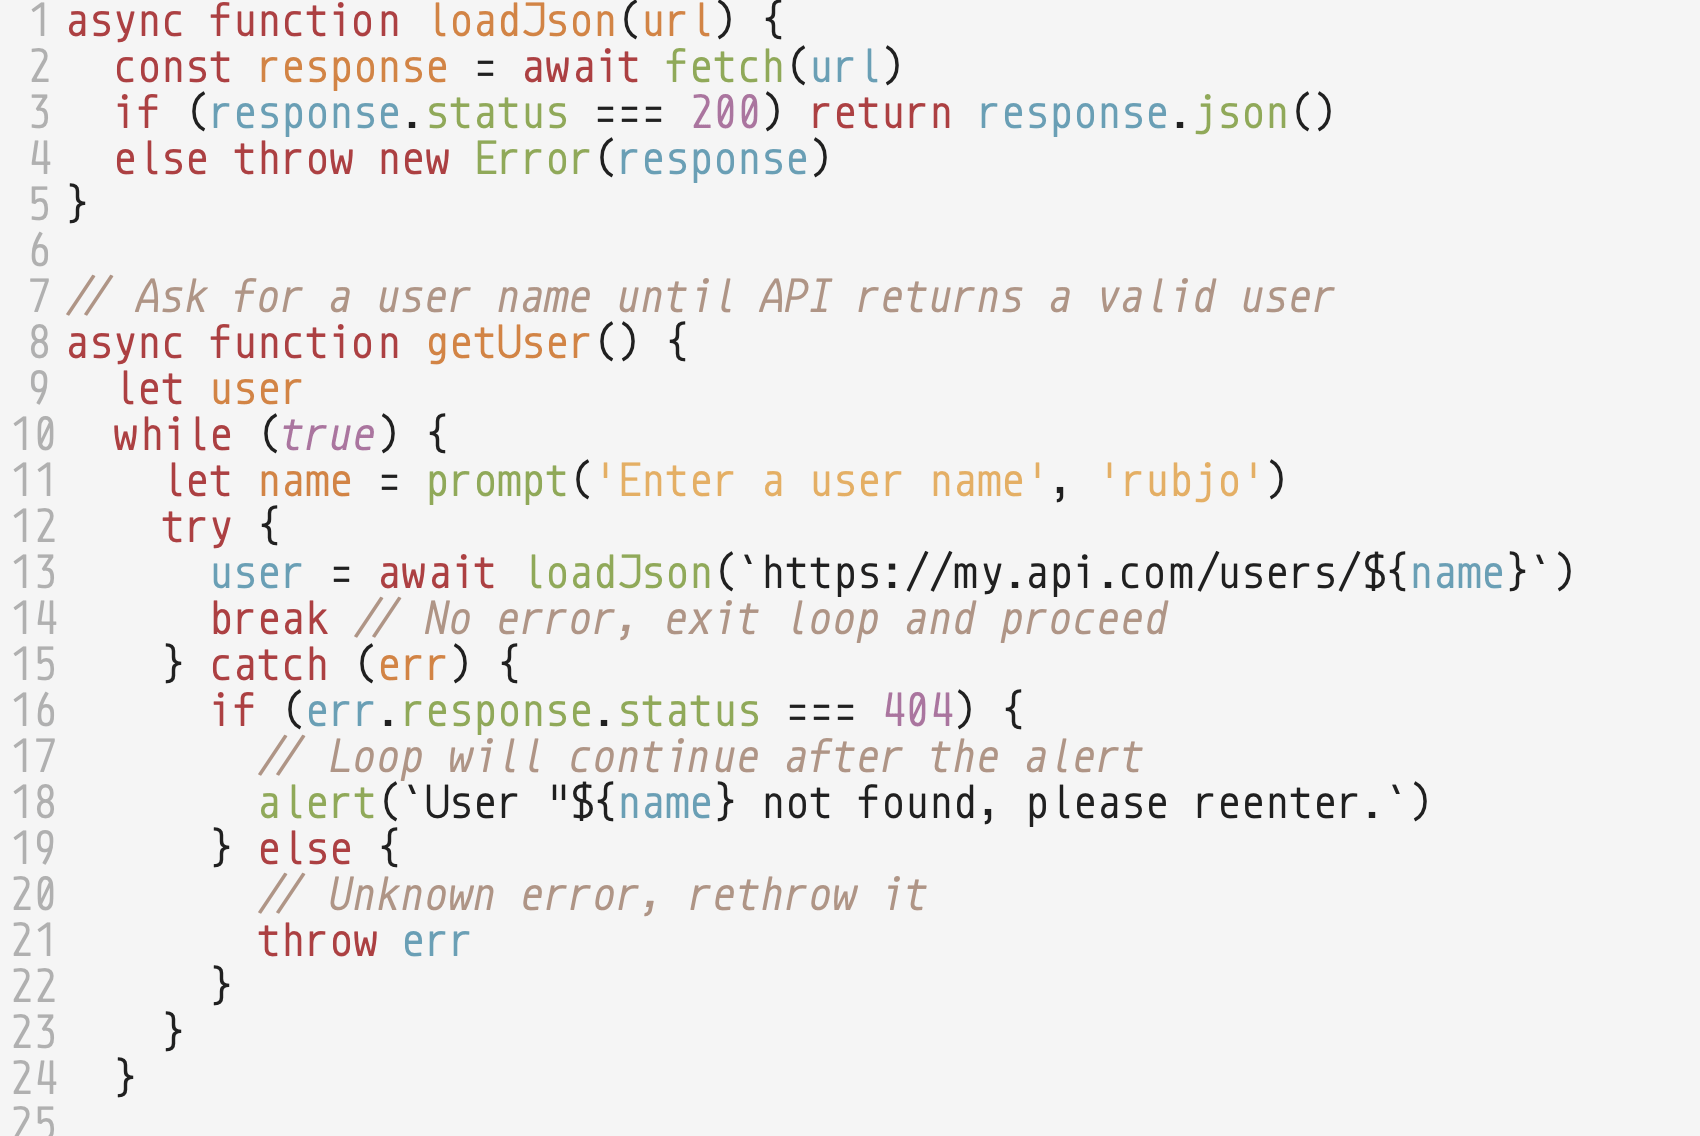 1 async function loadJson(url) {
2   const response = await fetch(url)
3   if (response.status === 200) return response.json()
4   else throw new Error(response)
5 }
6
7 // Ask for a user name until API returns a valid user
8 async function getUser() {
9   let user
10   while (true) {
11     let name = prompt('Enter a user name', 'rubjo')
12     try {
13       user = await loadJson(`https://my.api.com/users/${name}`)
14       break // No error, exit loop and proceed
15     } catch (err) {
16       if (err.response.status === 404) {
17         // Loop will continue after the alert
18         alert(`User "${name} not found, please reenter.`)
19       } else {
20         // Unknown error, rethrow it
21         throw err
22       }
23     }
24   }
25